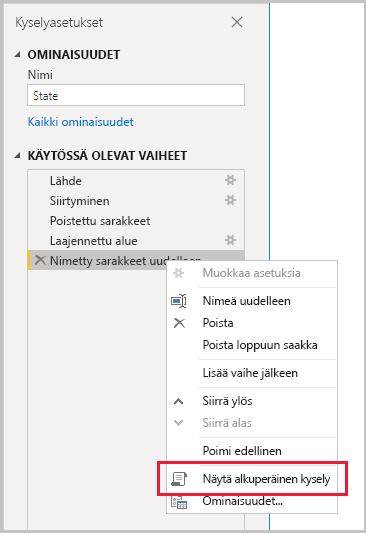 Kyselyasetukset
OMINAISUUDET
Nimi
State
Kaikki ominaisuudet
KÄYTÖSSÄ OLEVAT VAIHEET
Lähde
Siirtyminen
Poistettu sarakkeet
Laajennettu alue
Nimetty sarakkeet uudelleen
Muokkaa asetuksia
Nimeä uudelleen
Poista
Poista loppuun saakka
Lisää vaihe jälkeen
Siirrä ylös
Siirrä alas
Poimi edellinen
Näytä alkuperäinen kysely
Ominaisuudet...